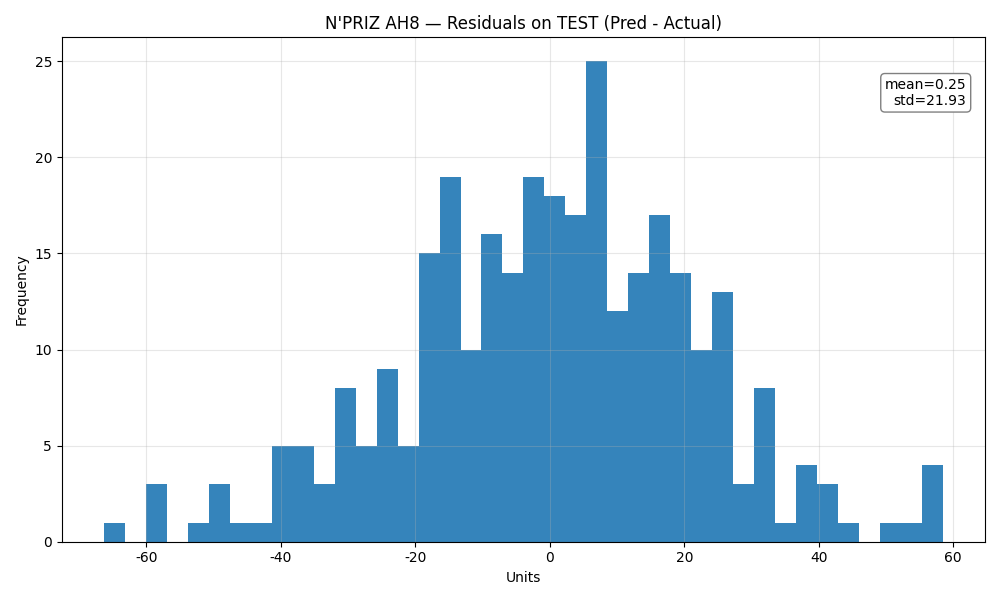 N'PRIZ AH8 — Residuals on TEST (Pred - Actual)
mean=0.25
std=21.93
25
20
15
10
5
0
Frequency
-60
-40
-20
0
20
40
60
Units